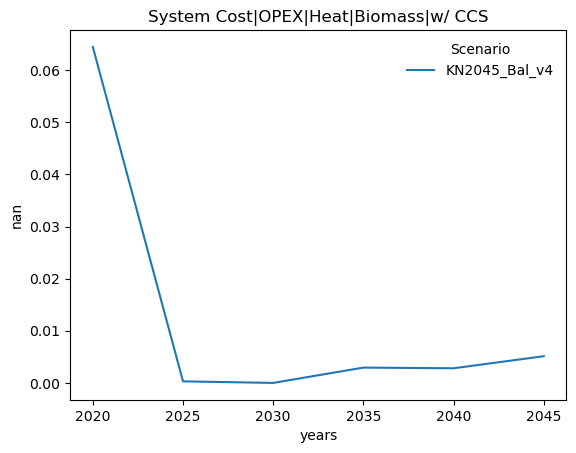 System Cost|OPEX|Heat|Biomass|w/ CCS
Scenario
KN2045_Bal_v4
0.06
0.05
0.04
0.03
0.02
0.01
0.00
nan
2020 2025 2030 2035 2040 2045
years